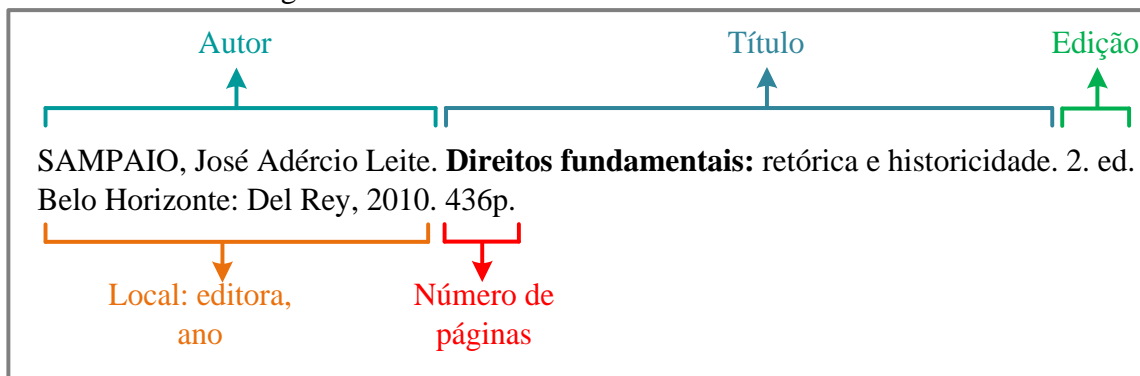 Autor Título Edição
SAMPAIO, José Adércio Leite. Direitos fundamentais: retórica e historicidade. 2. ed.
Belo Horizonte: Del Rey, 2010. 436p.
Local: editora, Número de
ano páginas